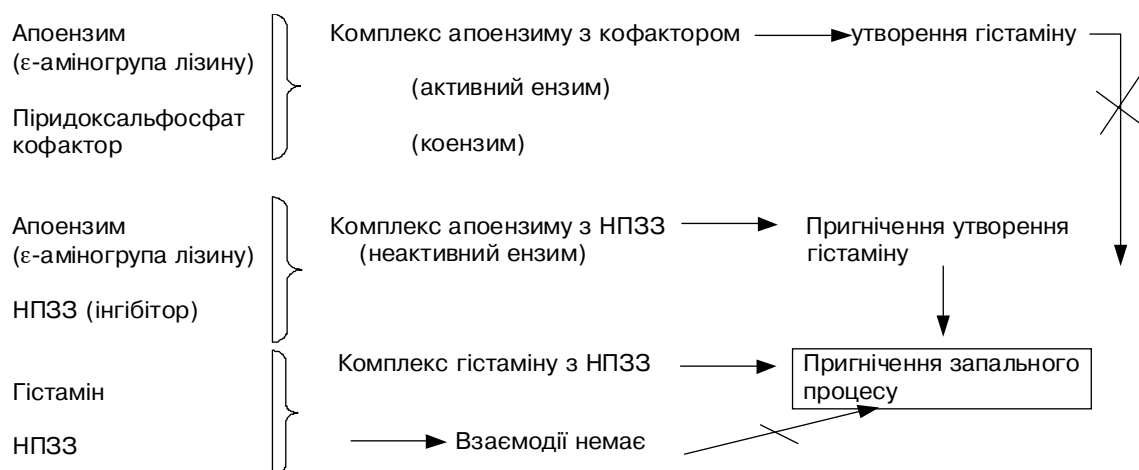 Апоензим
(ε-аміногрупа лізину)
Піридоксальфосфат
кофактор
Комплекс апоензиму з кофактором
(активний ензим)
(коензим)
утворення гістаміну
Апоензим
(ε-аміногрупа лізину)
НПЗЗ (інгібітор)
Комплекс апоензиму з НПЗЗ
(неактивний ензим)
Пригнічення утворення
гістаміну
Гістамін
НПЗЗ
Комплекс гістаміну з НПЗЗ
Взаємодії немає
Пригнічення запального
процесу